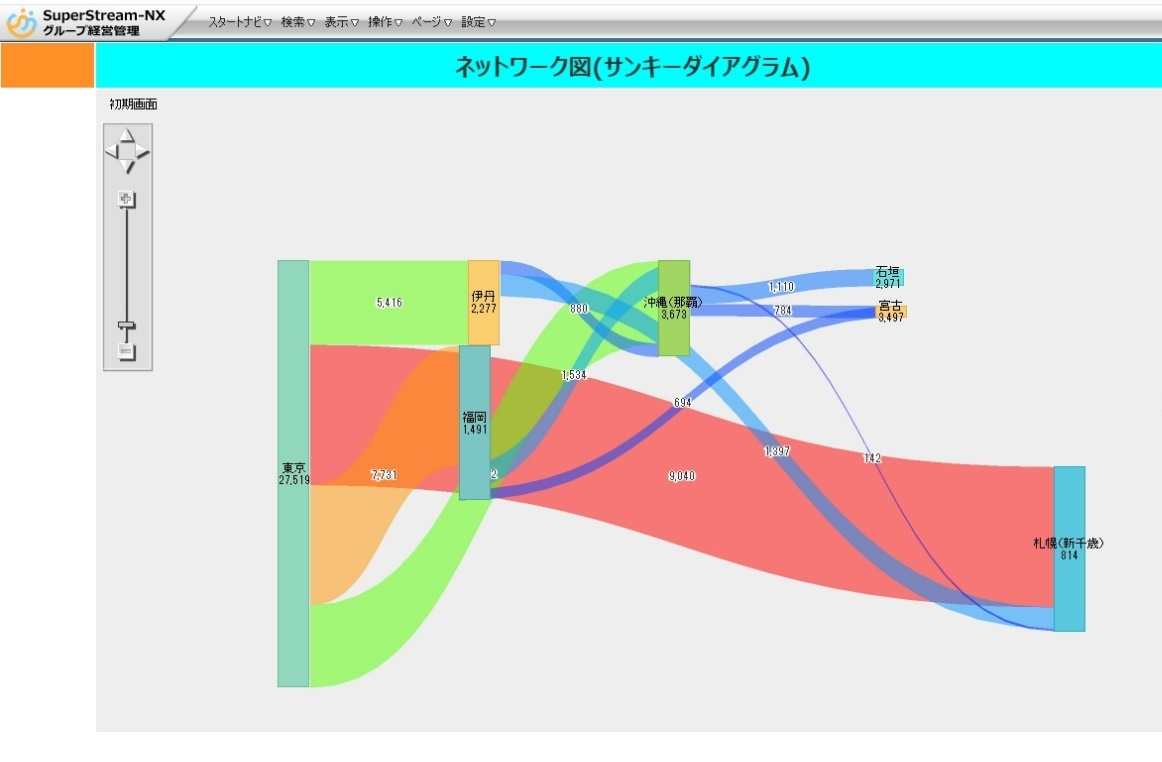 SuperStream-NX
グループ経営管理
スタートナビ▽ 検索▽ 表示▽ 操作▽ ページ▽ 設定▽
ネットワーク図(サンキーダイアグラム)
初期画面
石垣
2,971
1,110
伊丹
2,277
5,416
880
沖縄(那覇)
3,673
784
宮古
3,497
1,534
694
福岡
1,491
1,397
142
東京
27,519
7,731
2
9,040
札幌(新千歳)
814